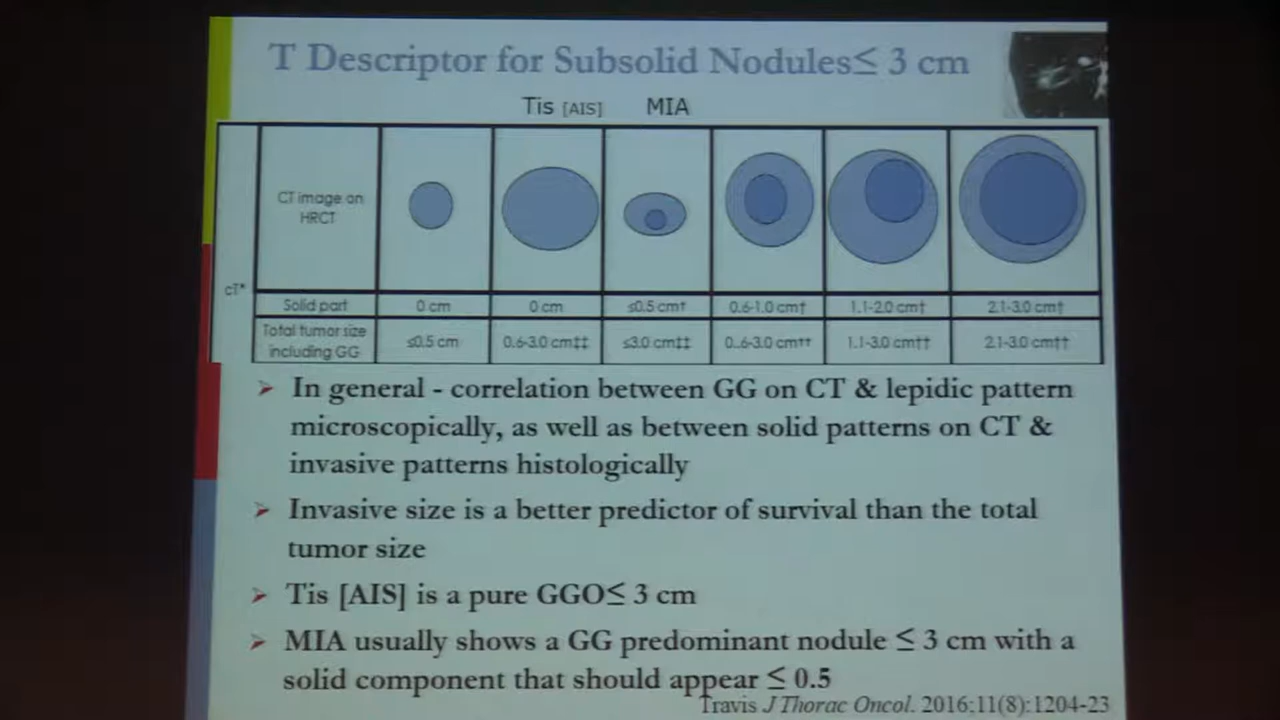 T Descriptor for Subsolid Nodules≤ 3 cm
Tis [AIS] MIA
CT image on
HRCT
cT*
Solid part 0 cm 0 cm ≤0.5 cm† 0.6-1.0 cm† 1.1-2.0 cm† 2.1-3.0 cm†
Total tumor size
including GG ≤0.5 cm 0.6-3.0 cm‡‡ ≤3.0 cm‡‡ 0..6-3.0 cm†† 1.1-3.0 cm†† 2.1-3.0 cm††
➢ In general - correlation between GG on CT & lepidic pattern
microscopically, as well as between solid patterns on CT &
invasive patterns histologically
➢ Invasive size is a better predictor of survival than the total
tumor size
➢ Tis [AIS] is a pure GGO≤ 3 cm
➢ MIA usually shows a GG predominant nodule ≤ 3 cm with a
solid component that should appear ≤ 0.5
Travis J Thorac Oncol. 2016;11(8):1204-23